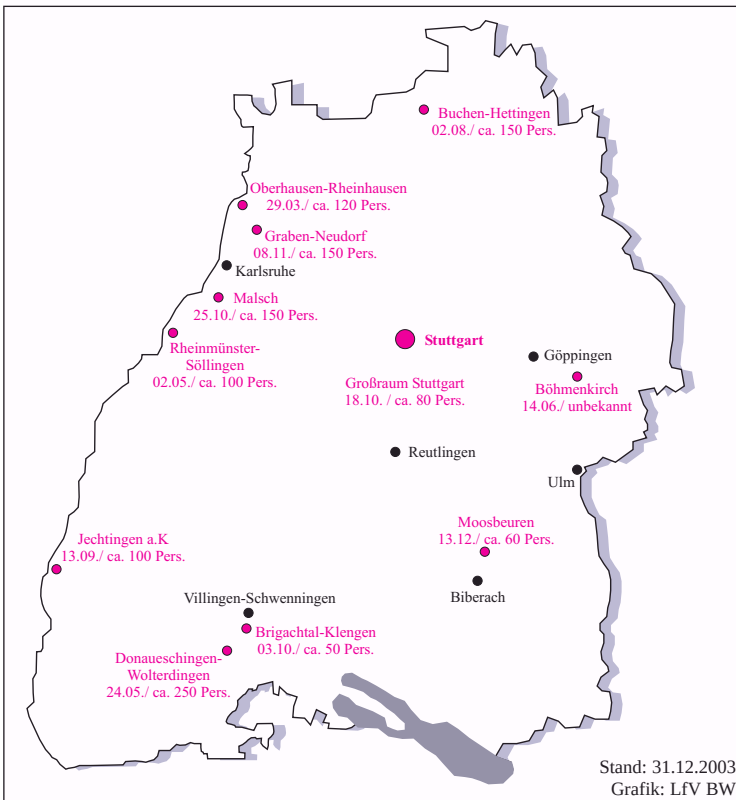 Buchen-Hettingen
02.08./ ca. 150 Pers.
Oberhausen-Rheinhausen
29.03./ ca. 120 Pers.
Graben-Neudorf
08.11./ ca. 150 Pers.
Karlsruhe
Malsch
25.10./ ca. 150 Pers.
Rheinmünster-
Söllingen
02.05./ ca. 100 Pers.
Stuttgart
Großraum Stuttgart
18.10. / ca. 80 Pers.
Göppingen
Böhmenkirch
14.06./ unbekannt
Reutlingen
Ulm
Moosbeuren
13.12./ ca. 60 Pers.
Jechtingen a.K
13.09./ ca. 100 Pers.
Biberach
Villingen-Schwenningen
Brigachtal-Klengen
03.10./ ca. 50 Pers.
Donaueschingen-
Wolterdingen
24.05./ ca. 250 Pers.
Stand: 31.12.2003
Grafik: LfV BW